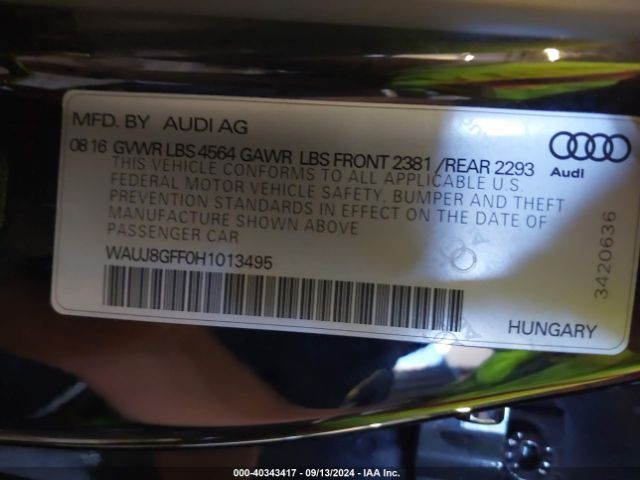 MFD. BY AUDI AG
08 16 GVWR LBS 4564 GAWR LBS FRONT 2381 /REAR 2293
THIS VEHICLE CONFORMS TO ALL APPLICABLE U.S.
FEDERAL MOTOR VEHICLE SAFETY, BUMPER AND THEFT
PREVENTION STANDARDS IN EFFECT ON THE DATE OF
MANUFACTURE SHOWN ABOVE
PASSENGER CAR
WAUJ8GFF0H1013495
Audi
3420636
HUNGARY
000-40343417 - 09/13/2024 - IAA Inc.